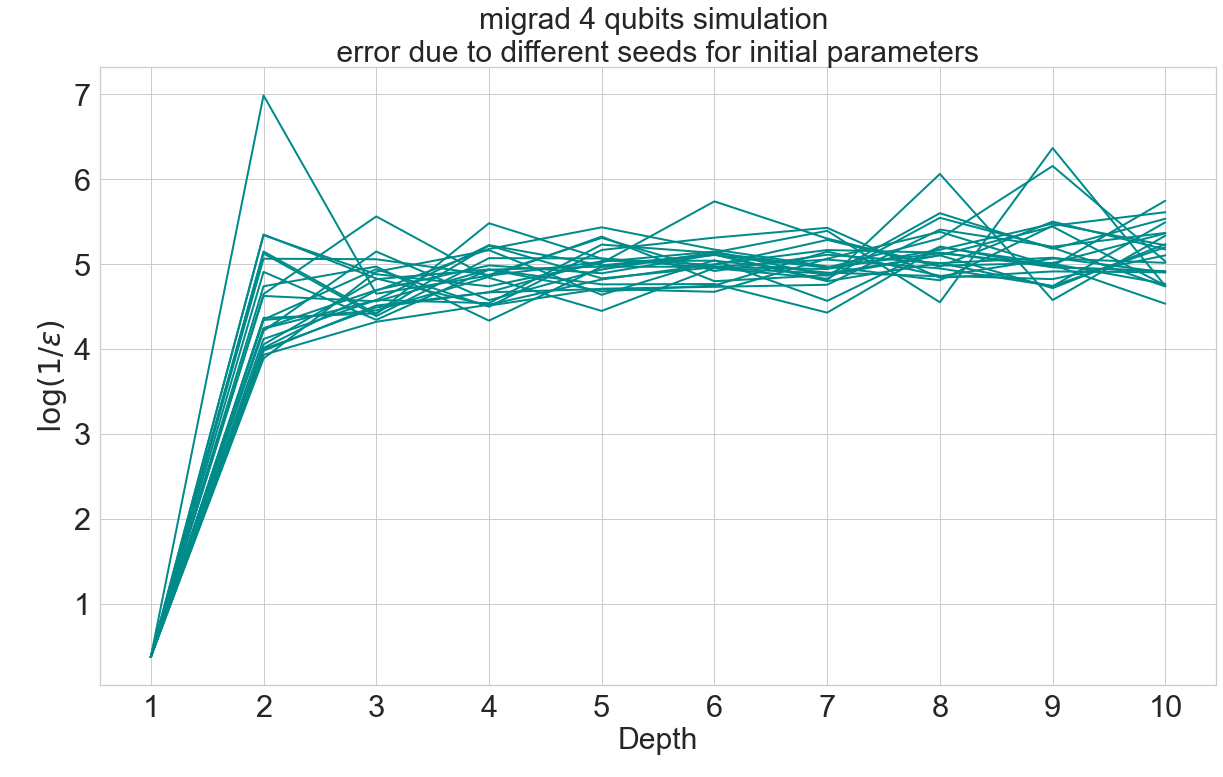 migrad 4 qubits simulation
error due to different seeds for initial parameters
log(1/ε)
7
6
5
4
3
2
1
1 2 3 4 5 6 7 8 9 10
Depth